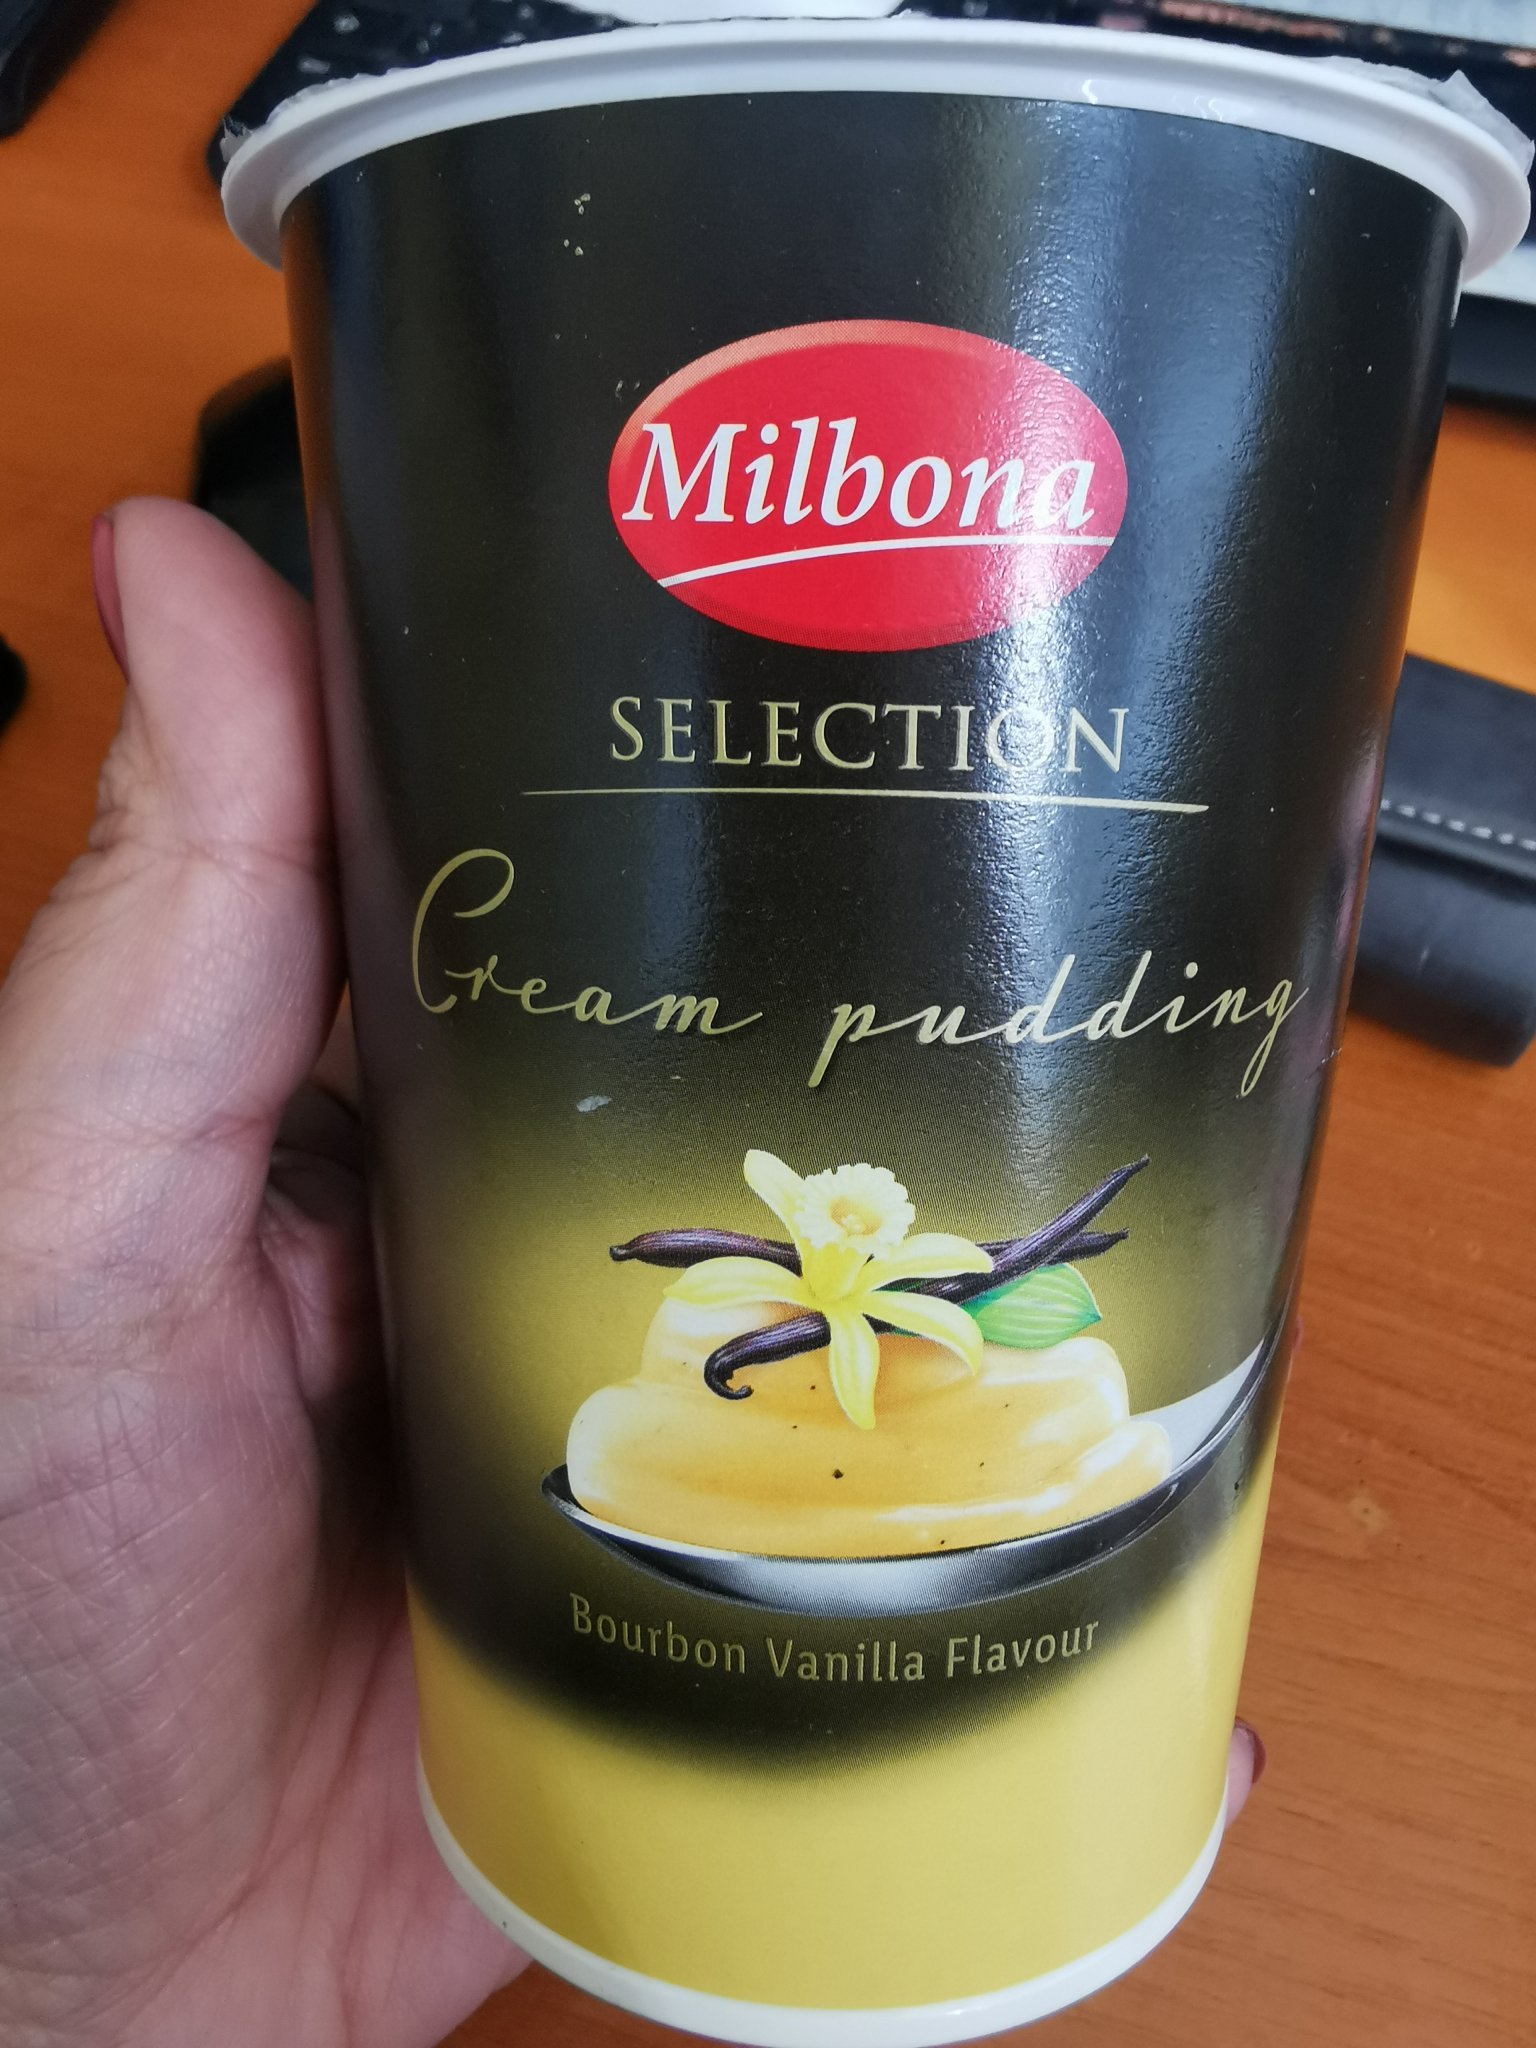 Milbona
SELECTION
Cream pudding
Bourbon Vanilla Flavour